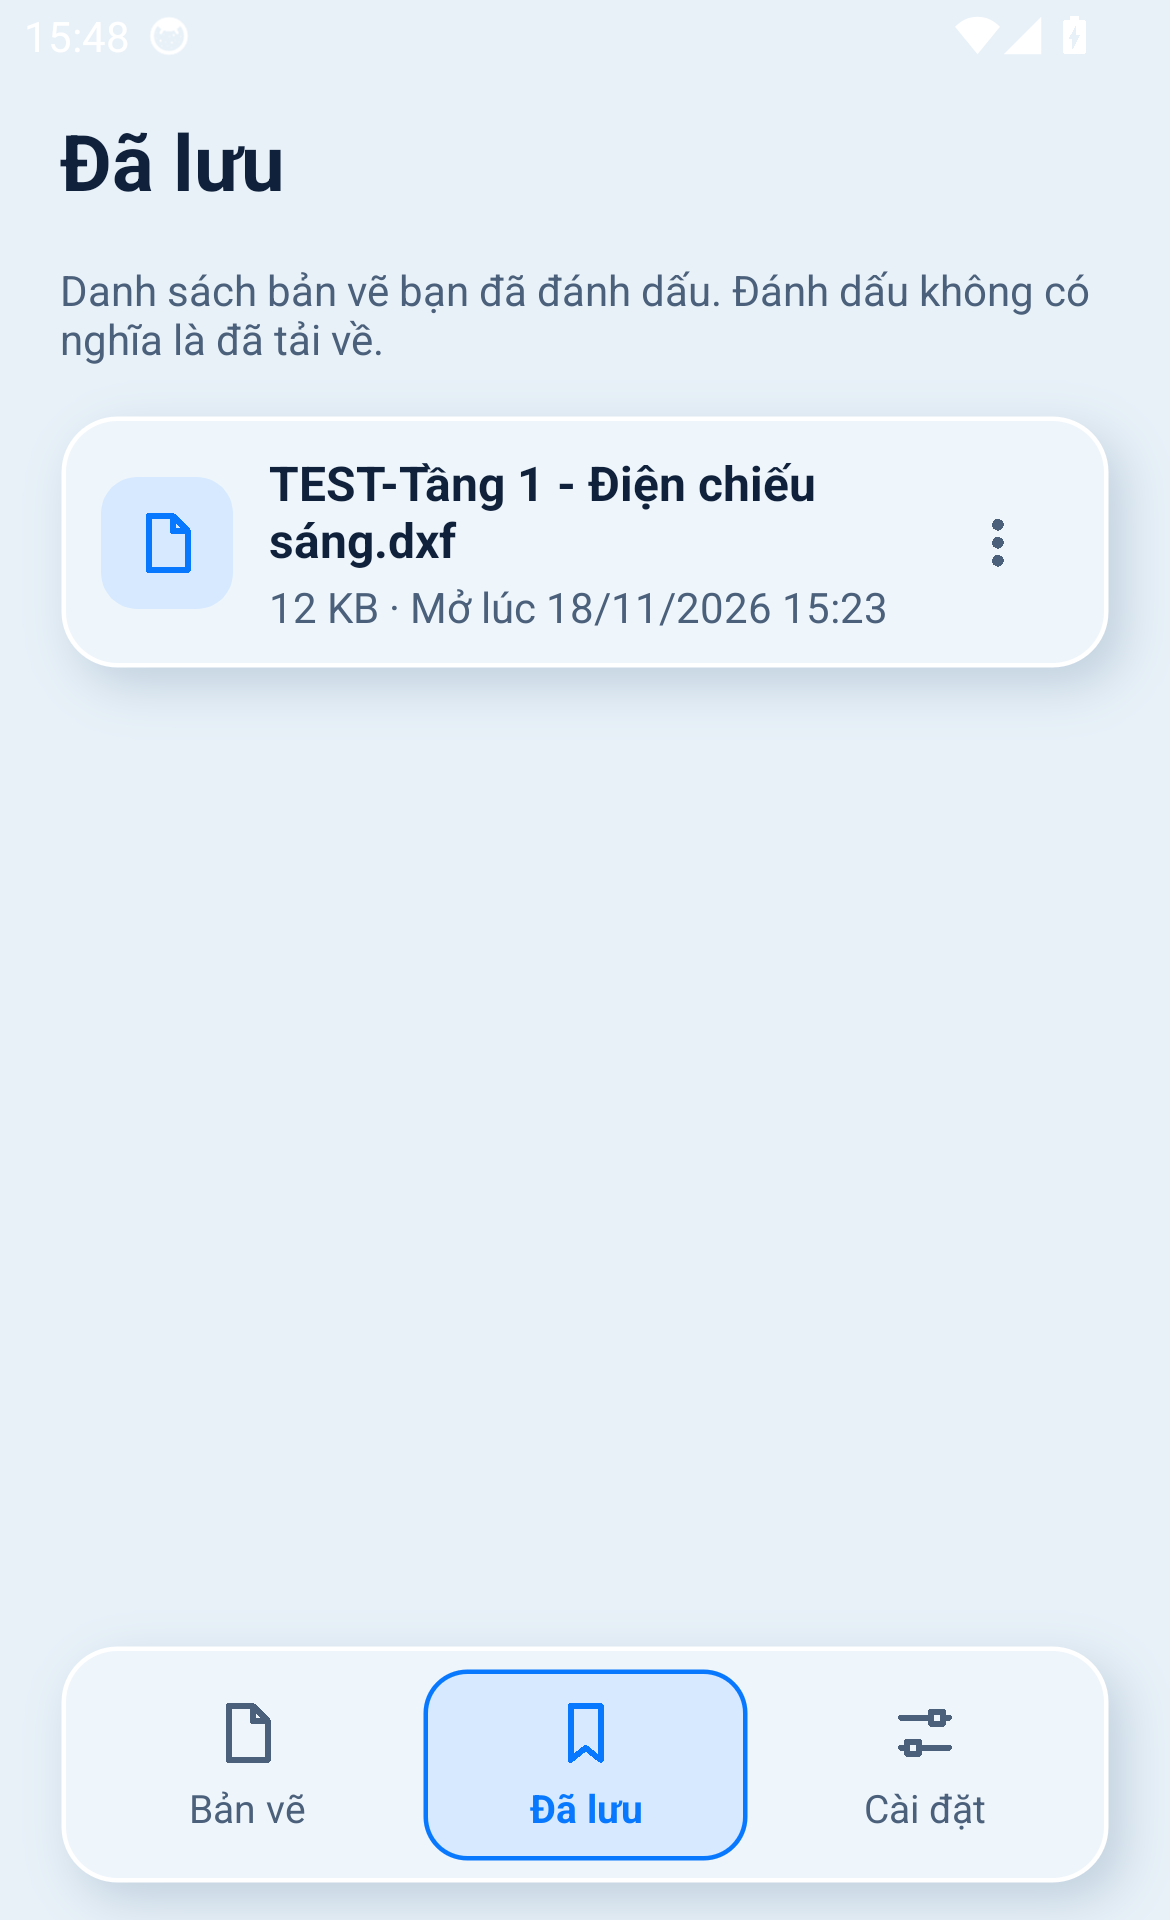 15:48
Đã lưu
Danh sách bản vẽ bạn đã đánh dấu. Đánh dấu không có
nghĩa là đã tải về.
TEST-Tầng 1 - Điện chiếu
sáng.dxf
12 KB · Mở lúc 18/11/2026 15:23
Bản vẽ
Đã lưu
Cài đặt